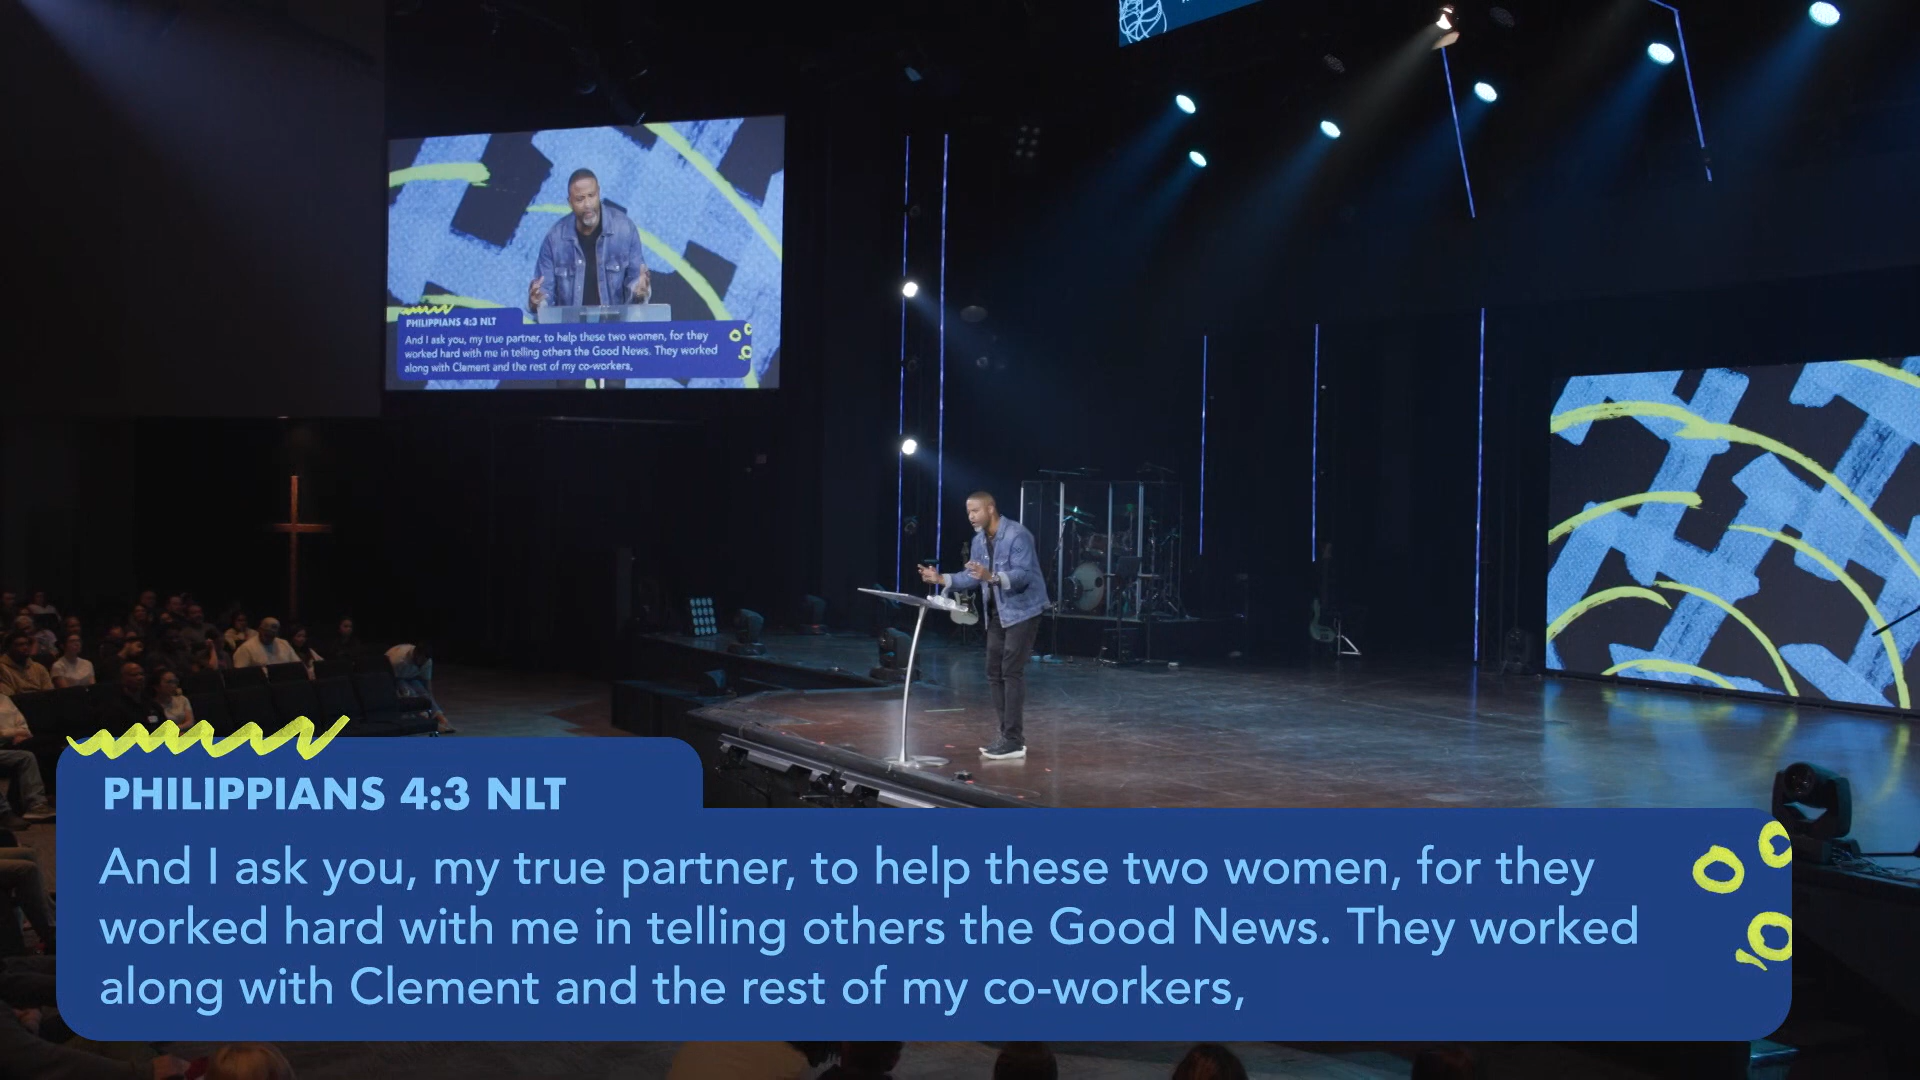 PHILIPPIANS 4:3 NLT
And I ask you, my true partner, to help these two women, for they
worked hard with me in telling others the Good News. They worked
along with Clement and the rest of my co-workers,
PHILIPPIANS 4:3 NLT
And I ask you, my true partner, to help these two women, for they
worked hard with me in telling others the Good News. They worked
along with Clement and the rest of my co-workers,